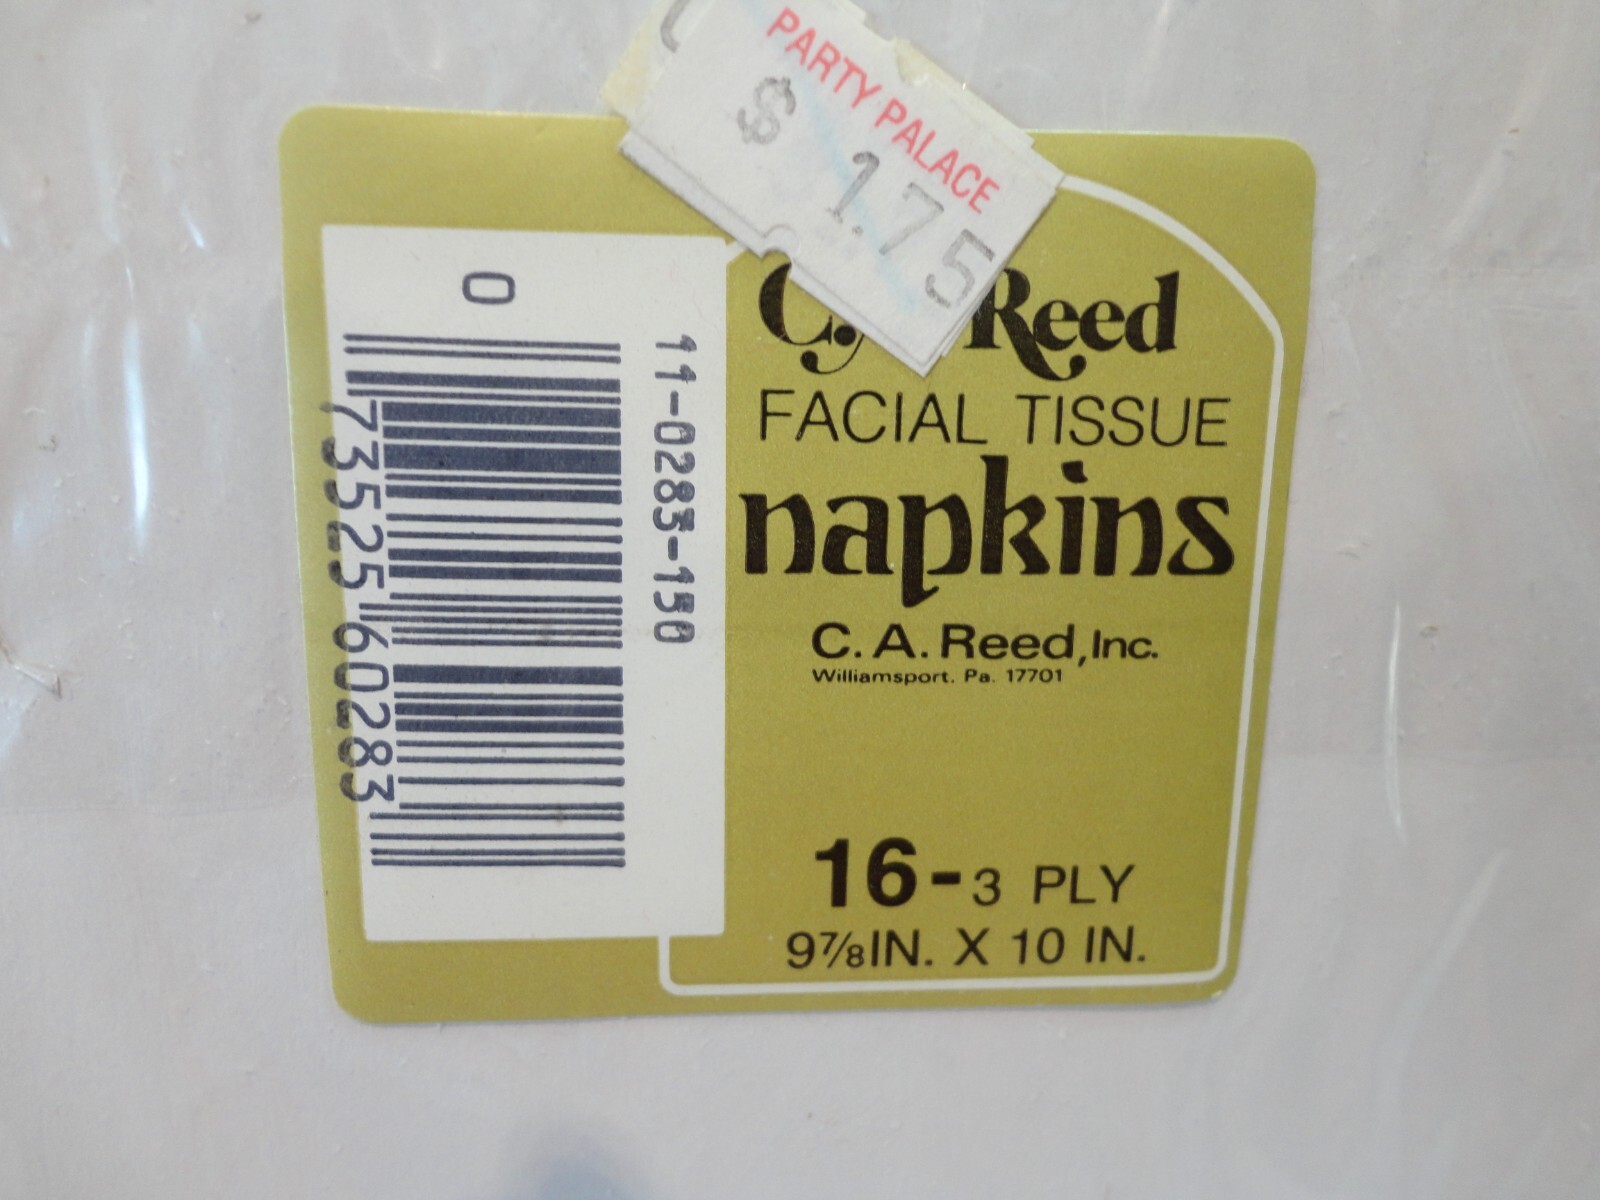 PARTY PALACE
$ 1.75
C.A. Reed
FACIAL TISSUE
napkins
C. A. Reed, Inc.
Williamsport, Pa. 17701
16-3 PLY
9⅞IN. X 10 IN.
11-0283-150
0
73525 60283